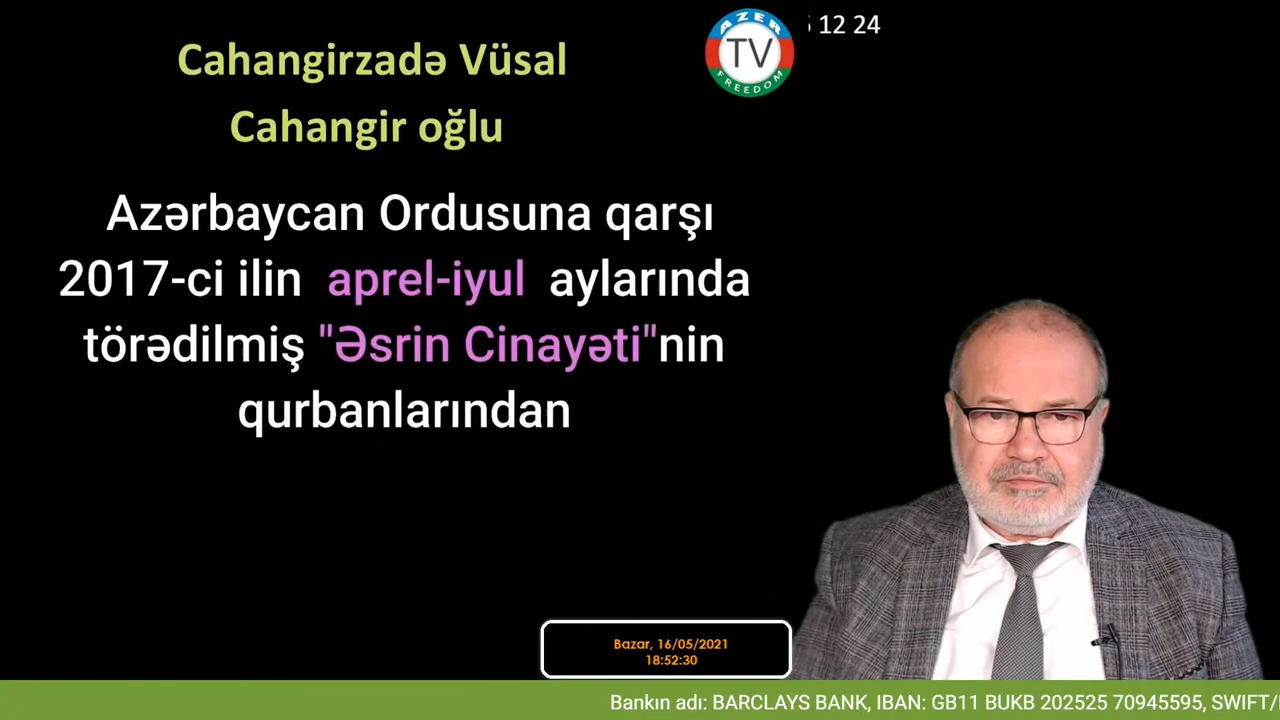 Cahangirzadə Vüsal
Cahangir oğlu
AZER
TV
FREEDOM
12 24
Azərbaycan Ordusuna qarşı
2017-ci ilin aprel-iyul aylarında
törədilmiş "Əsrin Cinayəti"nin
qurbanlarından
Bazar, 16/05/2021
18:52:30
Bankın adı: BARCLAYS BANK, IBAN: GB11 BUKB 202525 70945595, SWIFT/